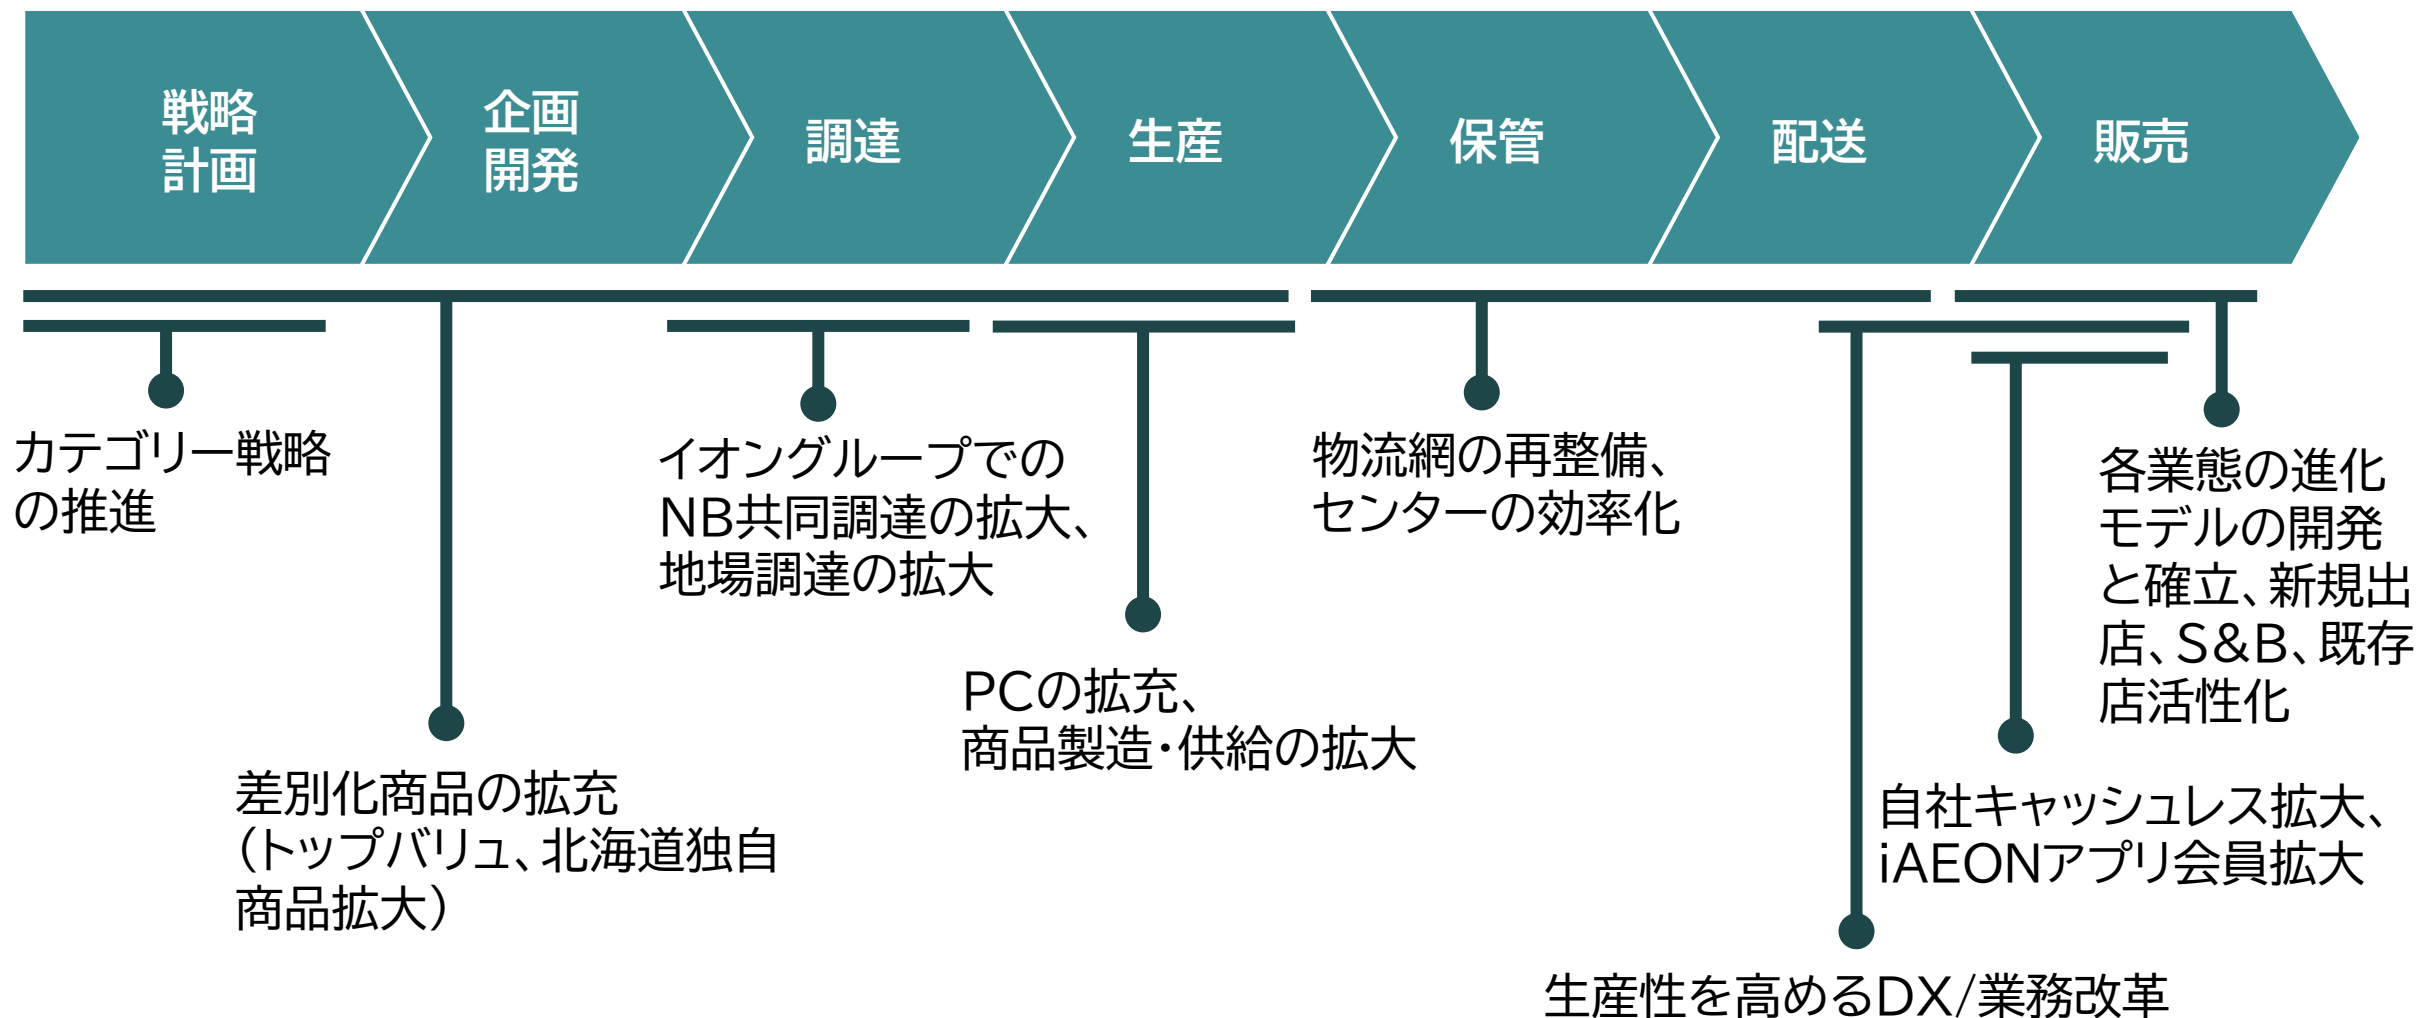 戦略
計画
企画
開発
調達
生産
保管
配送
販売
カテゴリー戦略
の推進
差別化商品の拡充
（トップバリュ、北海道独自
商品拡大）
イオングループでの
NB共同調達の拡大、
地場調達の拡大
PCの拡充、
商品製造・供給の拡大
物流網の再整備、
センターの効率化
生産性を高めるDX/業務改革
自社キャッシュレス拡大、
iAEONアプリ会員拡大
各業態の進化
モデルの開発
と確立、新規出
店、S&B、既存
店活性化